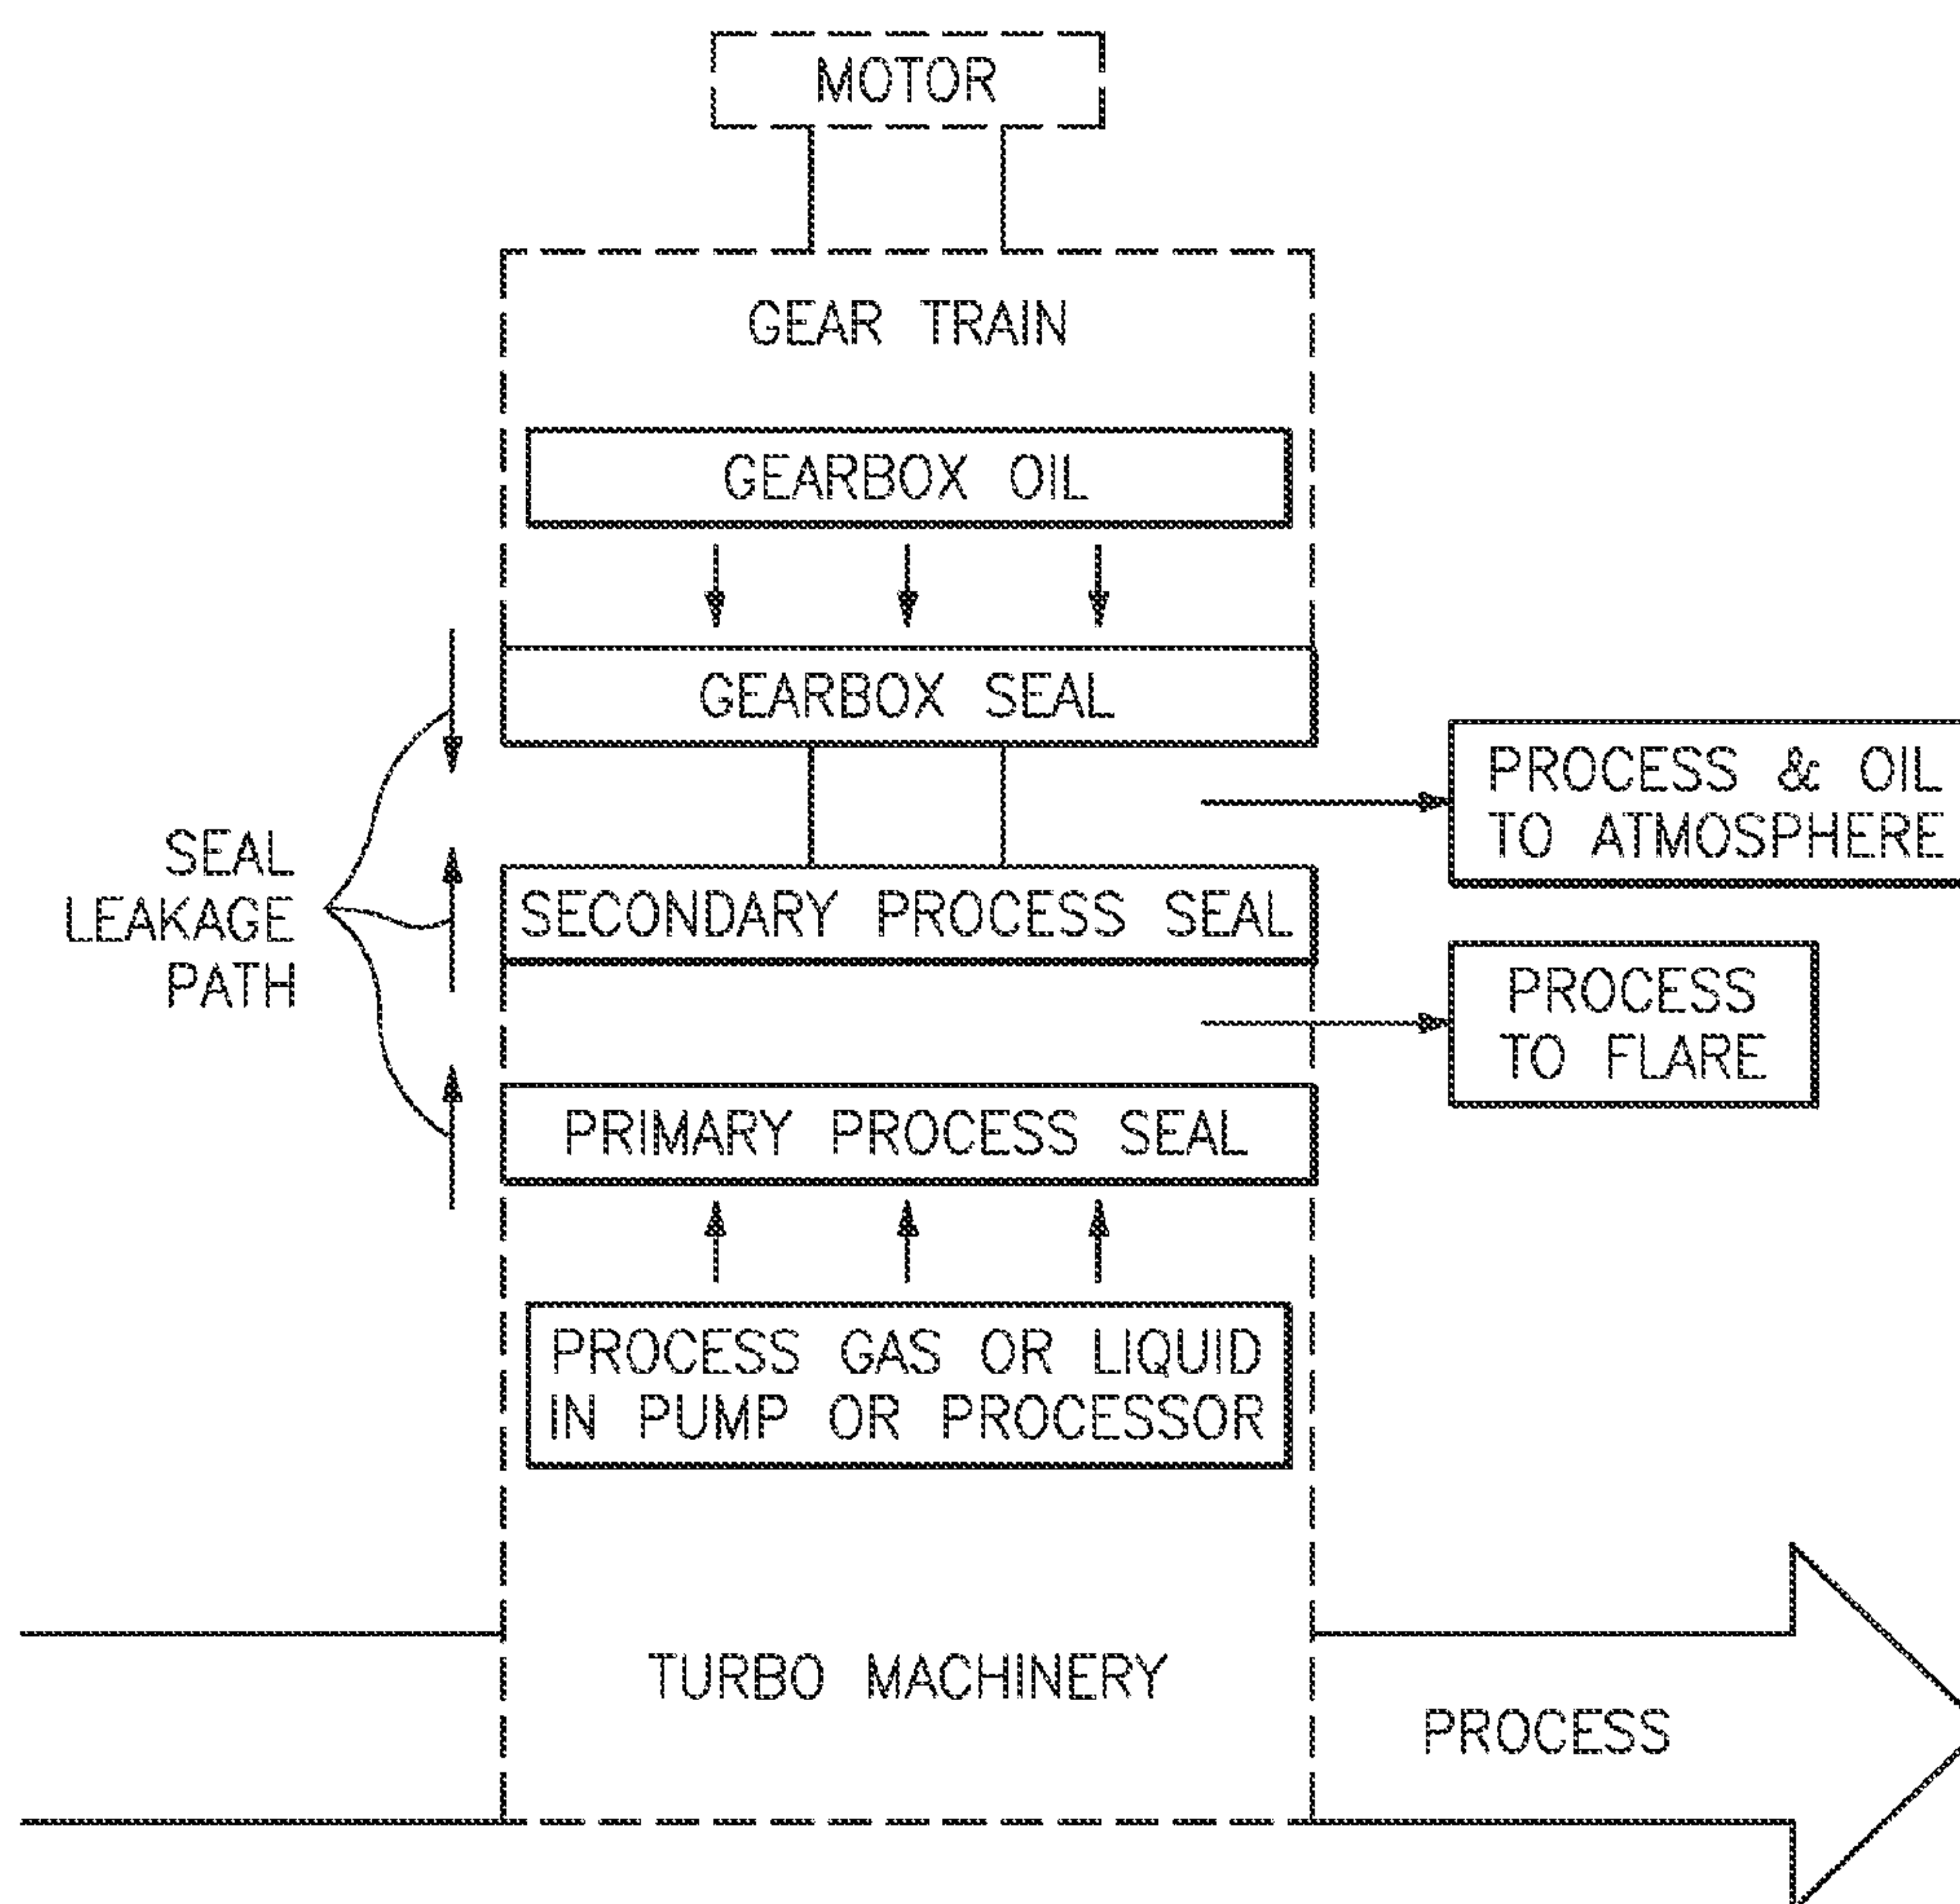 MOTOR
GEAR TRAIN
GEARBOX OIL
GEARBOX SEAL
PROCESS & OIL
TO ATMOSPHERE
SEAL
LEAKAGE
PATH
SECONDARY PROCESS SEAL
PROCESS
TO FLARE
PRIMARY PROCESS SEAL
PROCESS GAS OR LIQUID
IN PUMP OR PROCESSOR
TURBO MACHINERY
PROCESS